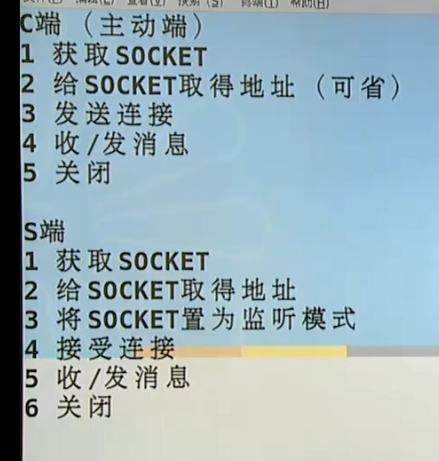 C端（主动端）
1 获取SOCKET
2 给SOCKET取得地址（可省）
3 发送连接
4 收/发消息
5 关闭
S端
1 获取SOCKET
2 给SOCKET取得地址
3 将SOCKET置为监听模式
4 接受连接
5 收/发消息
6 关闭